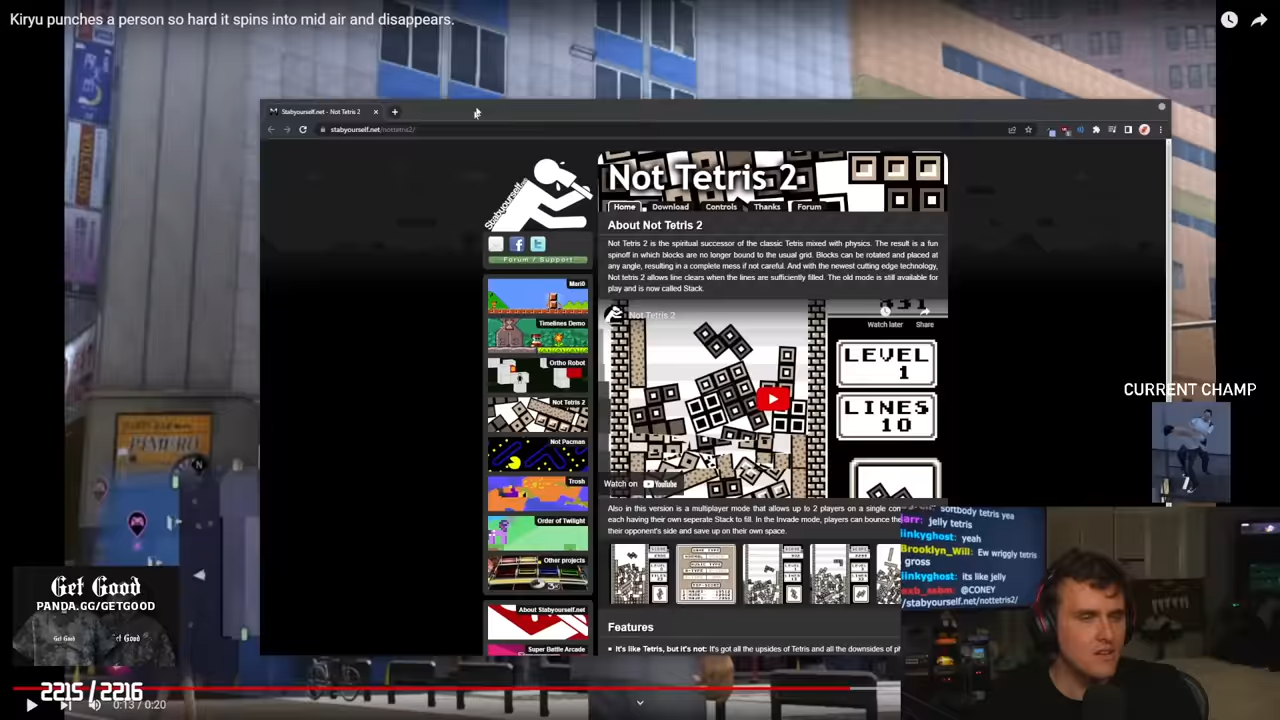 Kiryu punches a person so hard it spins into mid air and disappears.
Stabyourself.net - Not Tetris 2
stabyourself.net/nottetris2/
Stabyourself.net
Not Tetris 2
Home
Download
Controls
Thanks
Forum
Forum / Support
About Not Tetris 2
Not Tetris 2 is the spiritual successor of the classic Tetris mixed with physics. The result is a fun
spinoff in which blocks are no longer bound to the usual grid. Blocks can be rotated and placed at
any angle, resulting in a complete mess if not careful. And with the newest cutting edge technology,
Not tetris 2 allows line clears when the lines are sufficiently filled. The old mode is still available for
play and is now called Stack.
Mari0
Timelines Demo
Ortho Robot
Not Tetris 2
Not Pacman
Trosh
Order of Twilight
Other projects
About Stabyourself.net
Super Battle Arcade
Not Tetris 2
Watch later
Share
LEVEL
1
LINES
10
Watch on YouTube
Also in this version is a multiplayer mode that allows up to 2 players on a single con
each having their own seperate Stack to fill. In the Invade mode, players can bounce the
their opponent's side and save up on their own space.
Features
It's like Tetris, but it's not: It's got all the upsides of Tetris and all the downsides of ph
CURRENT CHAMP
softbody tetris yea
jarr: jelly tetris
linkyghost: yeah
Brooklyn_Will: Ew wriggly tetris
gross
linkyghost: its like jelly
@CONEY
/stabyourself.net/nottetris2/
Get Good
PANDA.GG/GETGOOD
Get Good
Get Good
N
2215 / 2216
0:13 / 0:20